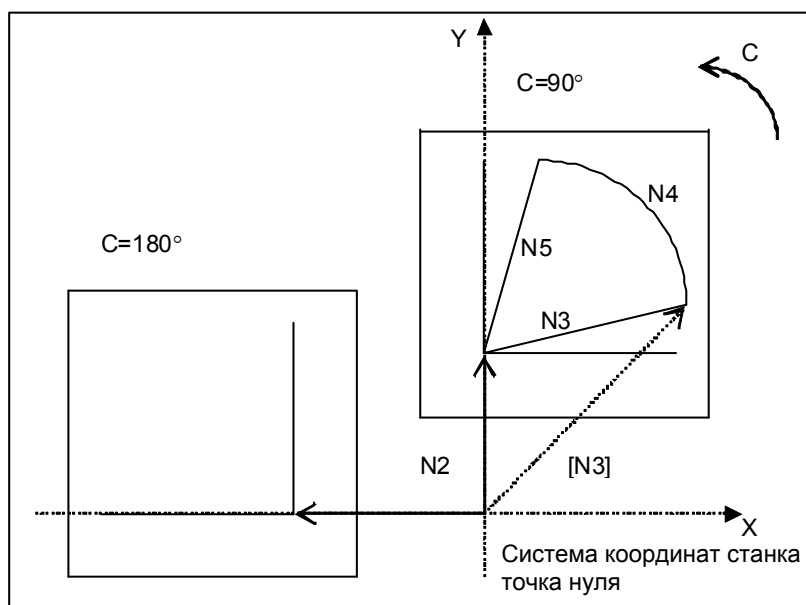 Y
C
C=90°
N4
C=180°
N5
N3
N2
[N3]
X
Система координат станка
точка нуля